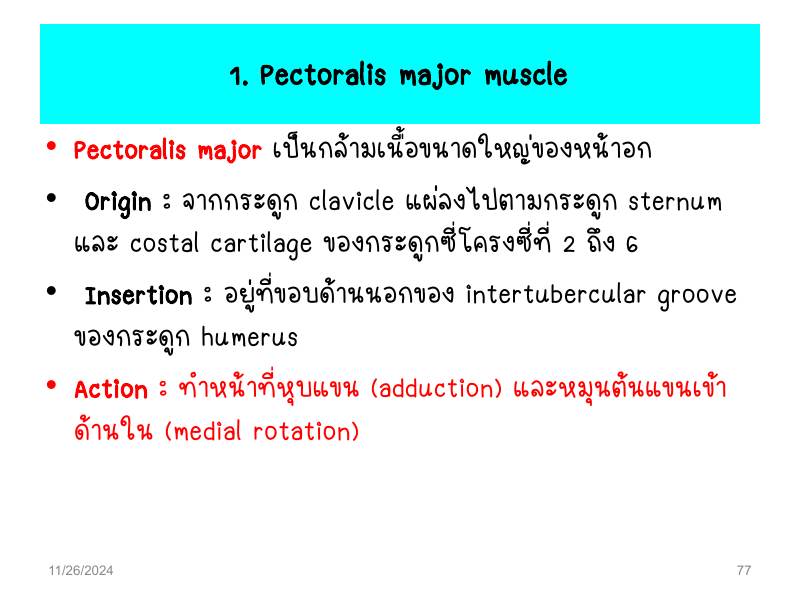 1. Pectoralis major muscle
• Pectoralis major เป็นกล้ามเนื้อขนาดใหญ่ของหน้าอก
• Origin : จากกระดูก clavicle แผ่ลงไปตามกระดูก sternum
และ costal cartilage ของกระดูกซี่โครงซี่ที่ 2 ถึง 6
• Insertion : อยู่ที่ขอบด้านนอกของ intertubercular groove
ของกระดูก humerus
• Action : ทำหน้าที่หุบแขน (adduction) และหมุนต้นแขนเข้า
ด้านใน (medial rotation)
11/26/2024
77